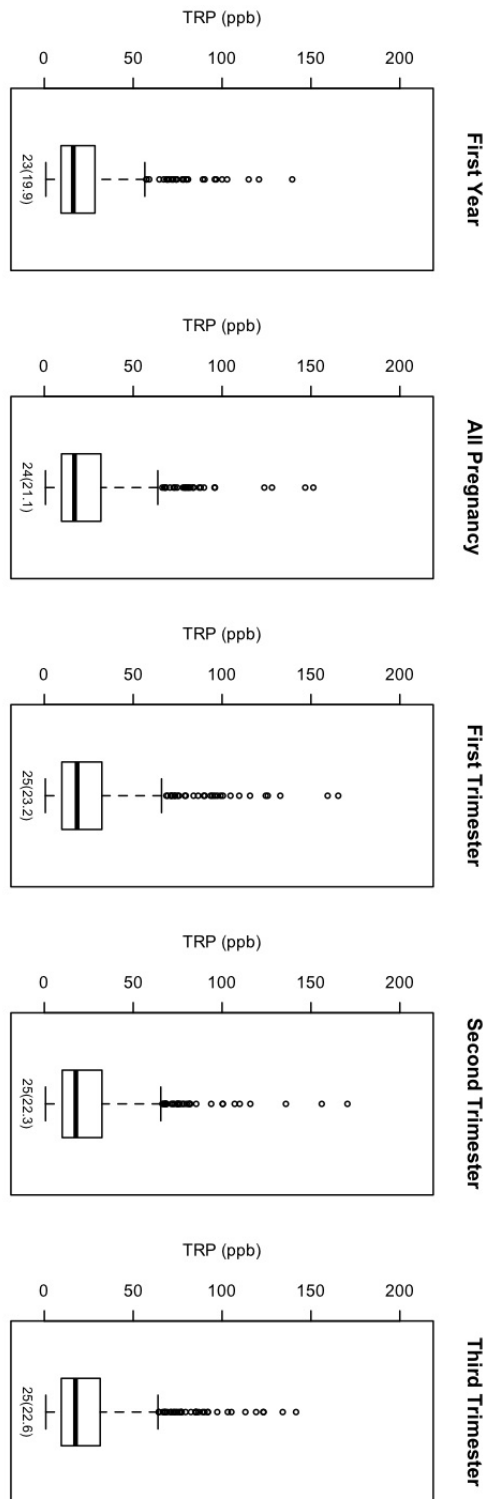 First Year
TRP (ppb)
0 50 100 150 200
23(19.9)
All Pregnancy
TRP (ppb)
0 50 100 150 200
24(21.1)
First Trimester
TRP (ppb)
0 50 100 150 200
25(23.2)
Second Trimester
TRP (ppb)
0 50 100 150 200
25(22.3)
Third Trimester
TRP (ppb)
0 50 100 150 200
25(22.6)